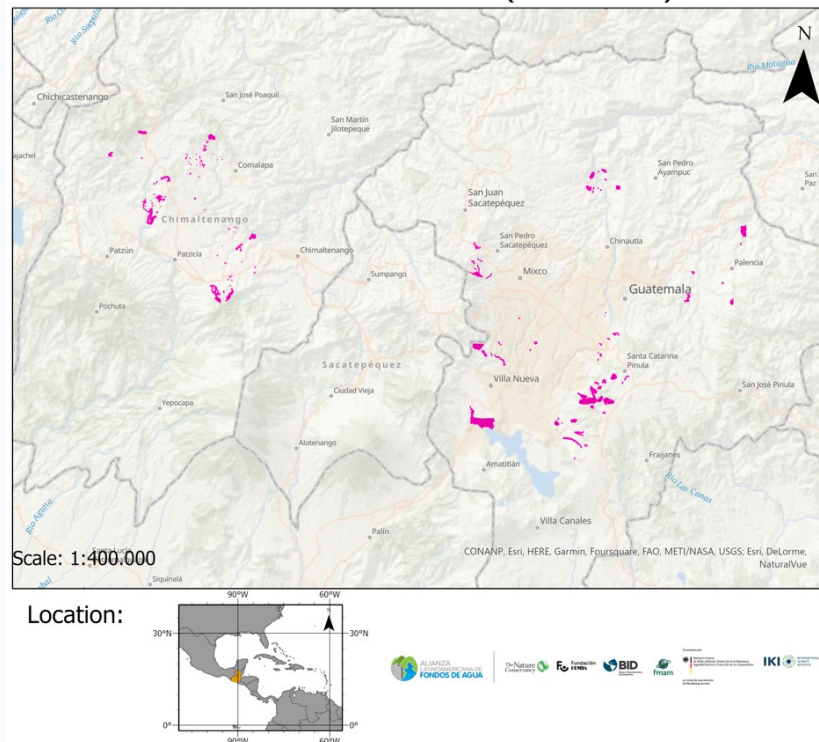 Río Motagua
N
Chichicastenango
San José Poaquil
San Martín
Jilotepeque
Comalapa
San Pedro
Ayampuc
San Juan
Sacatepéquez
Chimaltenango
San Pedro
Sacatepéquez
Chinautla
Patzún
Patzicía
Chimaltenango
Palencia
Sumpango
Mixco
Guatemala
Pochuta
Sacatepéquez
Santa Catarina
Pinula
Villa Nueva
San José Pinula
Ciudad Vieja
Yepocapa
Alotenango
Fraijanes
Amatitlán
Río Las Canas
Villa Canales
Palín
Scale: 1:400.000
CONANP, Esri, HERE, Garmin, Foursquare, FAO, METI/NASA, USGS; Esri, DeLorme,
NaturalVue
Siquinalá
Location:
90°W 60°W
30°N 30°N
0° 0°
90°W 60°W
ALIANZA
LATINOAMERICANA DE
FONDOS DE AGUA
The Nature
Conservancy
Fundación
FEMSA
BID
fmam
IKI